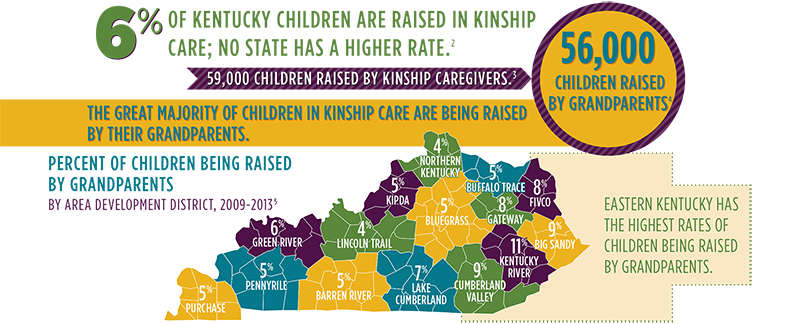 6% OF KENTUCKY CHILDREN ARE RAISED IN KINSHIP
CARE; NO STATE HAS A HIGHER RATE.²
59,000 CHILDREN RAISED BY KINSHIP CAREGIVERS.³
56,000
CHILDREN RAISED
BY GRANDPARENTS⁴
THE GREAT MAJORITY OF CHILDREN IN KINSHIP CARE ARE BEING RAISED
BY THEIR GRANDPARENTS.
PERCENT OF CHILDREN BEING RAISED
BY GRANDPARENTS
BY AREA DEVELOPMENT DISTRICT, 2009-2013⁵
4%
NORTHERN
KENTUCKY
5%
BUFFALO TRACE
8%
FIVCO
5%
KIPDA
5%
BLUEGRASS
8%
GATEWAY
6%
GREEN RIVER
4%
LINCOLN TRAIL
11%
KENTUCKY
RIVER
9%
BIG SANDY
5%
PURCHASE
5%
PENNYRILE
5%
BARREN RIVER
7%
LAKE
CUMBERLAND
9%
CUMBERLAND
VALLEY
EASTERN KENTUCKY HAS
THE HIGHEST RATES OF
CHILDREN BEING RAISED
BY GRANDPARENTS.